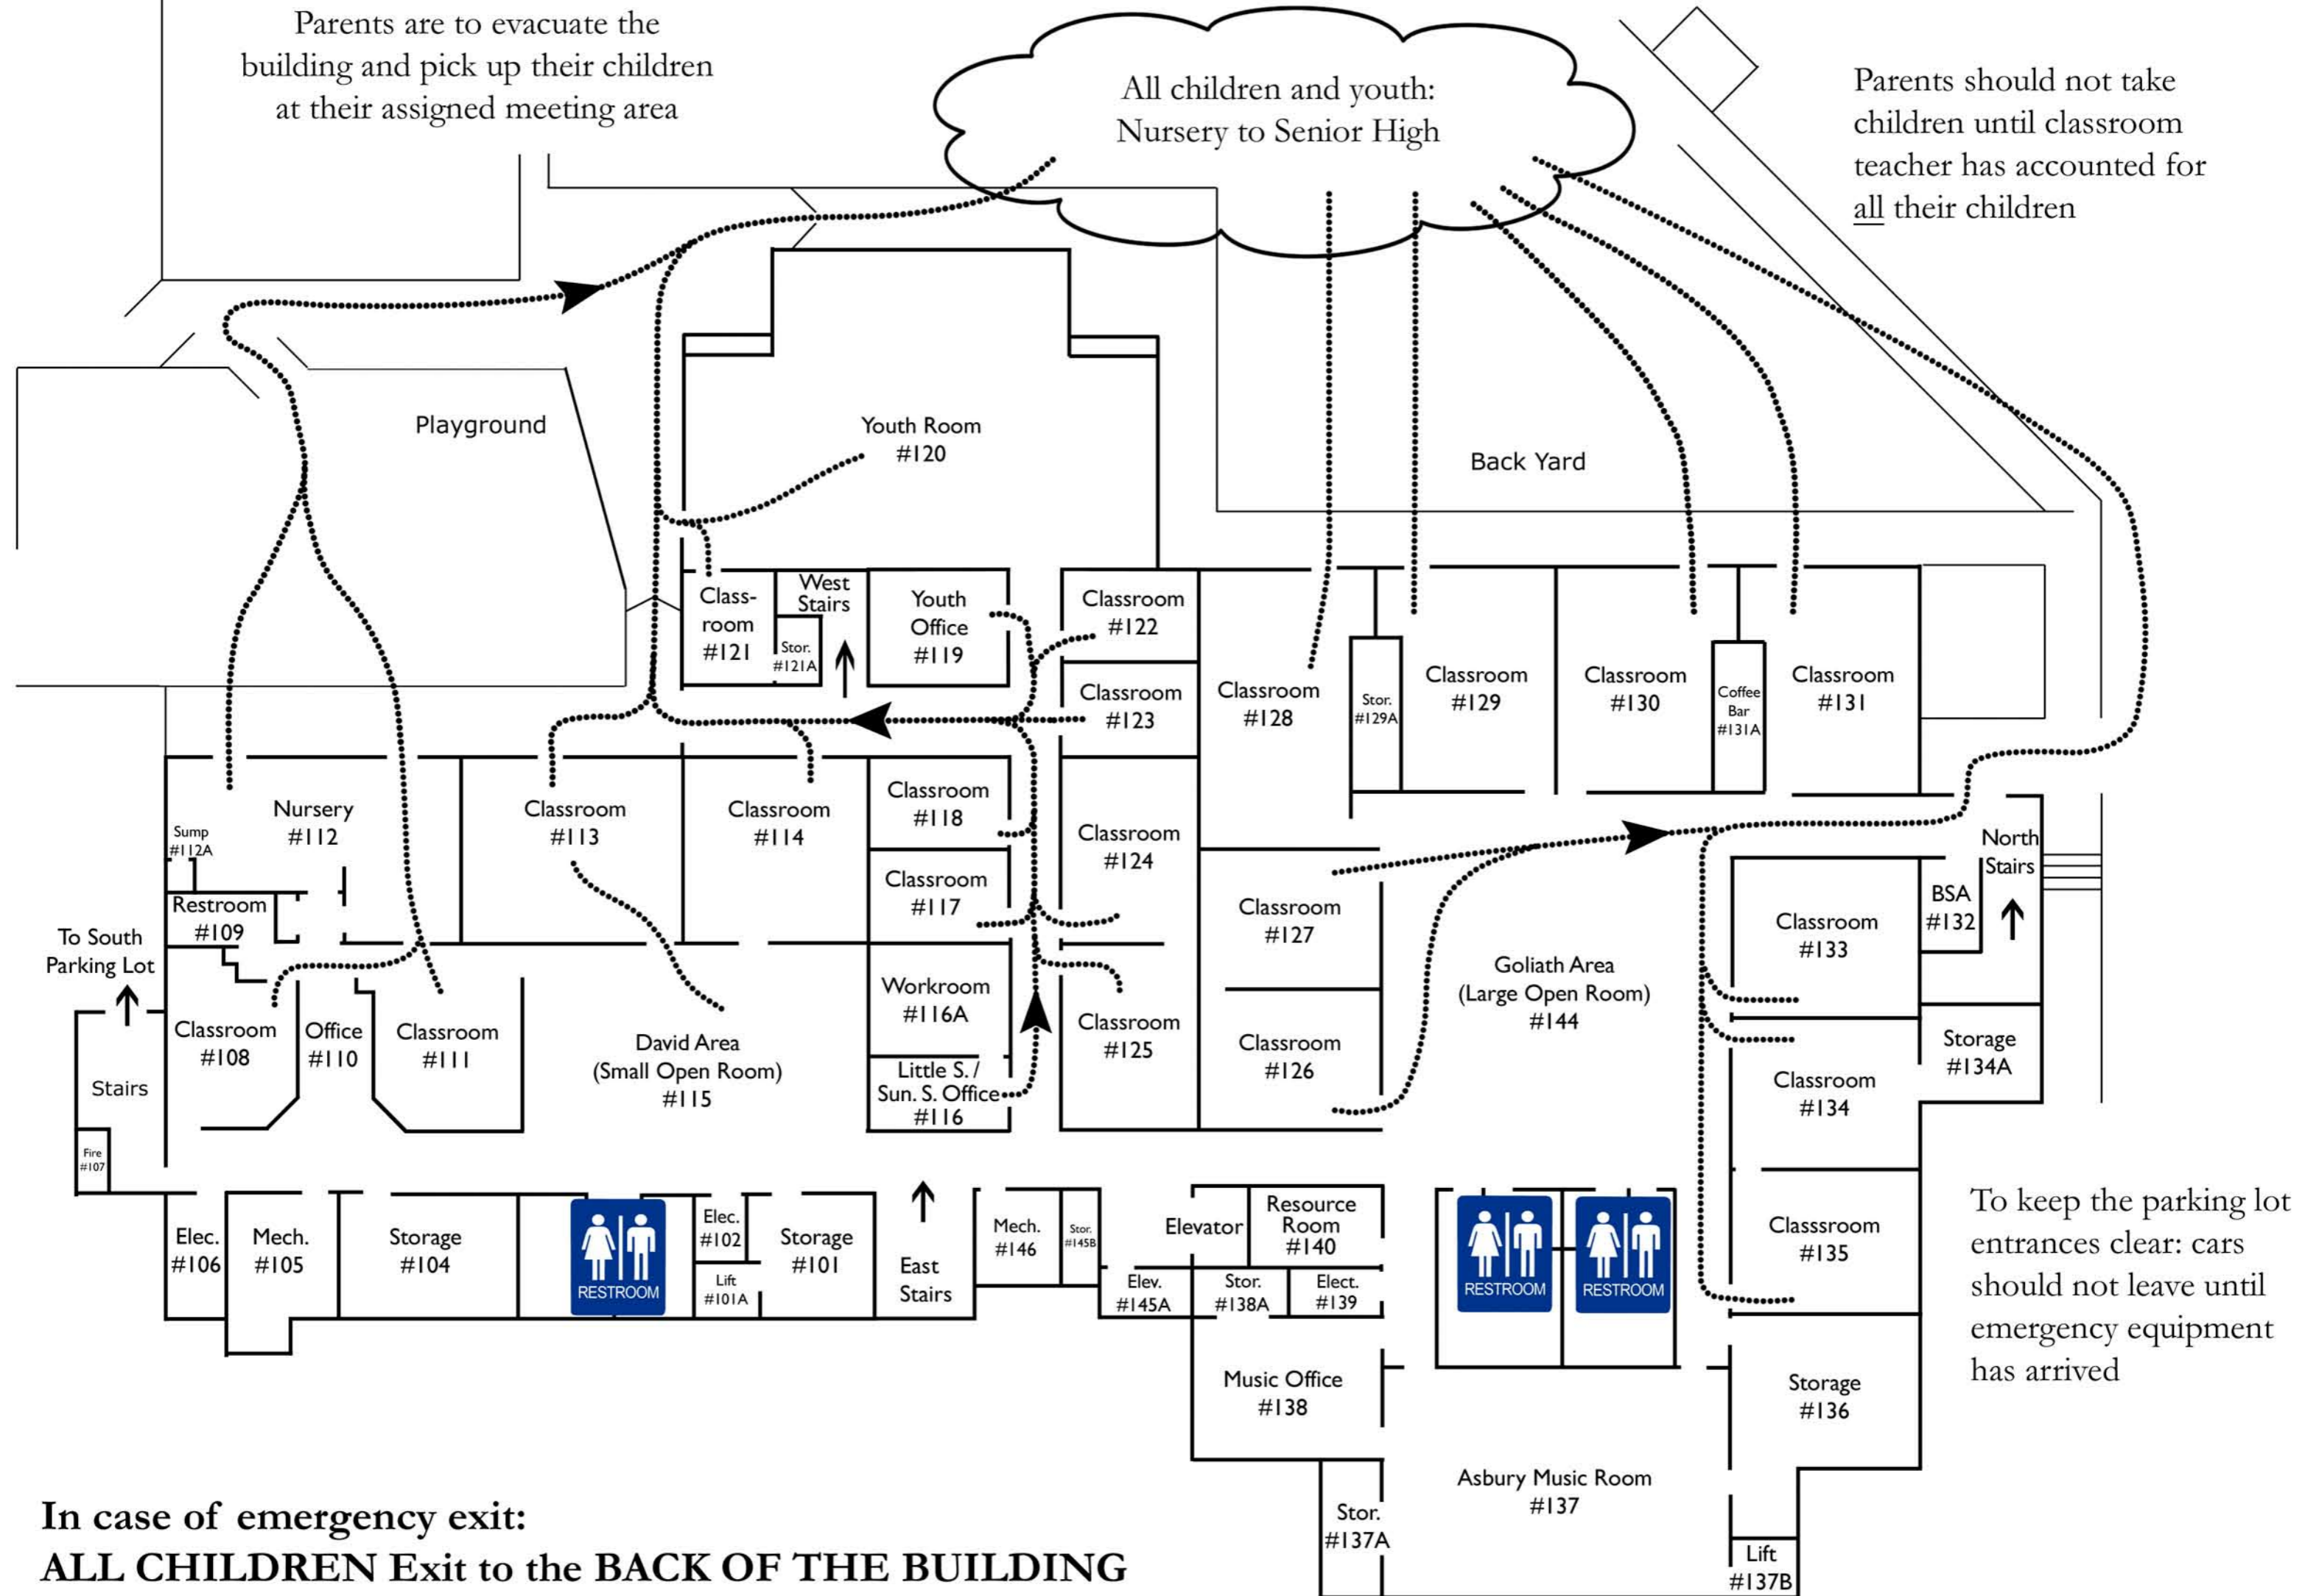 Parents are to evacuate the
building and pick up their children
at their assigned meeting area
All children and youth:
Nursery to Senior High
Parents should not take
children until classroom
teacher has accounted for
all their children
Playground
Youth Room
#120
Back Yard
Class-
room
#121
West
Stairs
Stor.
#121A
Youth
Office
#119
Classroom
#122
Classroom
#123
Classroom
#128
Stor.
#129A
Classroom
#129
Classroom
#130
Coffee
Bar
#131A
Classroom
#131
Nursery
#112
Sump
#112A
Classroom
#113
Classroom
#114
Classroom
#118
Classroom
#124
North
Stairs
Restroom
#109
Classroom
#117
Classroom
#127
Classroom
#133
BSA
#132
To South
Parking Lot
Goliath Area
(Large Open Room)
#144
Workroom
#116A
Classroom
#108
Office
#110
Classroom
#111
David Area
(Small Open Room)
#115
Classroom
#125
Classroom
#126
Storage
#134A
Stairs
Little S. /
Sun. S. Office
#116
Classroom
#134
Fire
#107
Elec.
#106
Mech.
#105
Storage
#104
RESTROOM
Elec.
#102
Lift
#101A
Storage
#101
East
Stairs
Mech.
#146
Stor.
#145B
Elevator
Resource
Room
#140
Elev.
#145A
Stor.
#138A
Elect.
#139
RESTROOM
RESTROOM
Classsroom
#135
To keep the parking lot
entrances clear: cars
should not leave until
emergency equipment
has arrived
Music Office
#138
Storage
#136
Asbury Music Room
#137
Stor.
#137A
Lift
#137B
In case of emergency exit:
ALL CHILDREN Exit to the BACK OF THE BUILDING